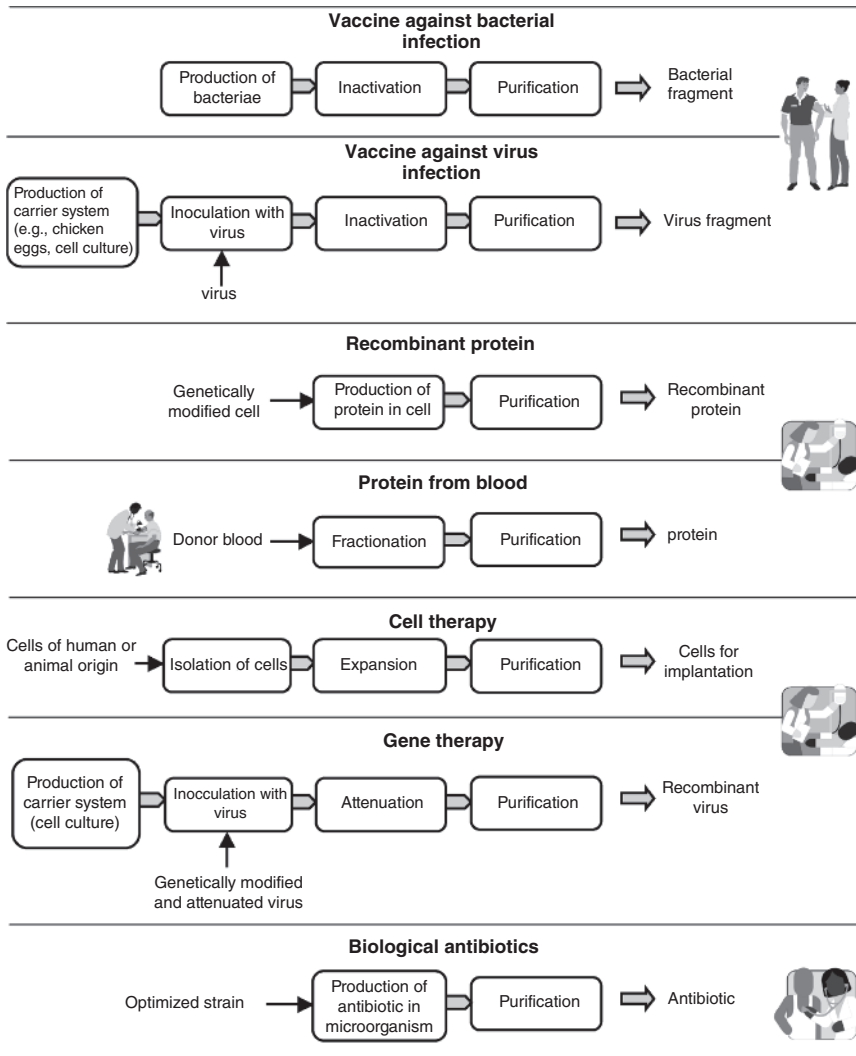 Vaccine against bacterial
infection
Production of
bacteriae
Inactivation
Purification
Bacterial
fragment
Vaccine against virus
infection
Production of
carrier system
(e.g., chicken
eggs, cell culture)
Inoculation with
virus
Inactivation
Purification
Virus fragment
virus
Recombinant protein
Genetically
modified cell
Production of
protein in cell
Purification
Recombinant
protein
Protein from blood
Donor blood
Fractionation
Purification
protein
Cell therapy
Cells of human or
animal origin
Isolation of cells
Expansion
Purification
Cells for
implantation
Gene therapy
Production of
carrier system
(cell culture)
Inocculation with
virus
Attenuation
Purification
Recombinant
virus
Genetically modified
and attenuated virus
Biological antibiotics
Optimized strain
Production of
antibiotic in
microorganism
Purification
Antibiotic